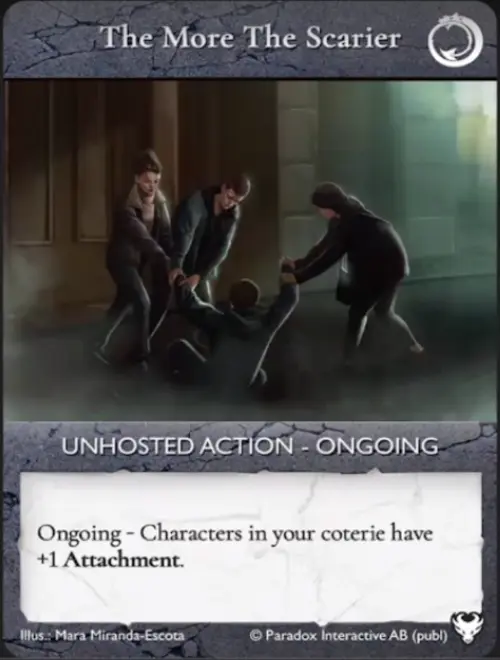 The More The Scarier
UNHOSTED ACTION - ONGOING
Ongoing - Characters in your coterie have
+1 Attachment.
Illus.: Mara Miranda-Escota
© Paradox Interactive AB (publ)